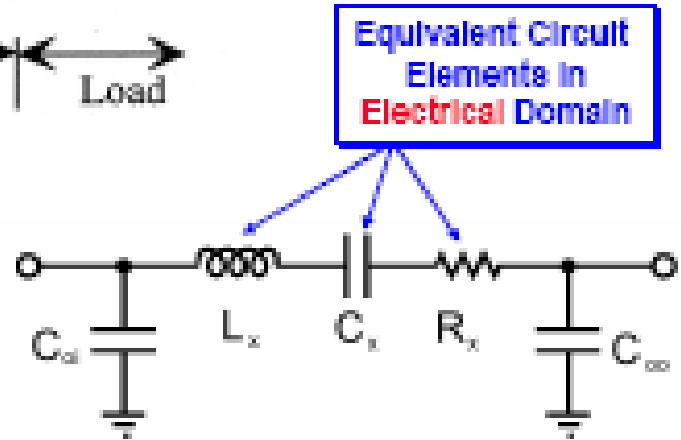 Load
Equivalent Circuit
Elements in
Electrical Domain
Lx
Cx
Rx